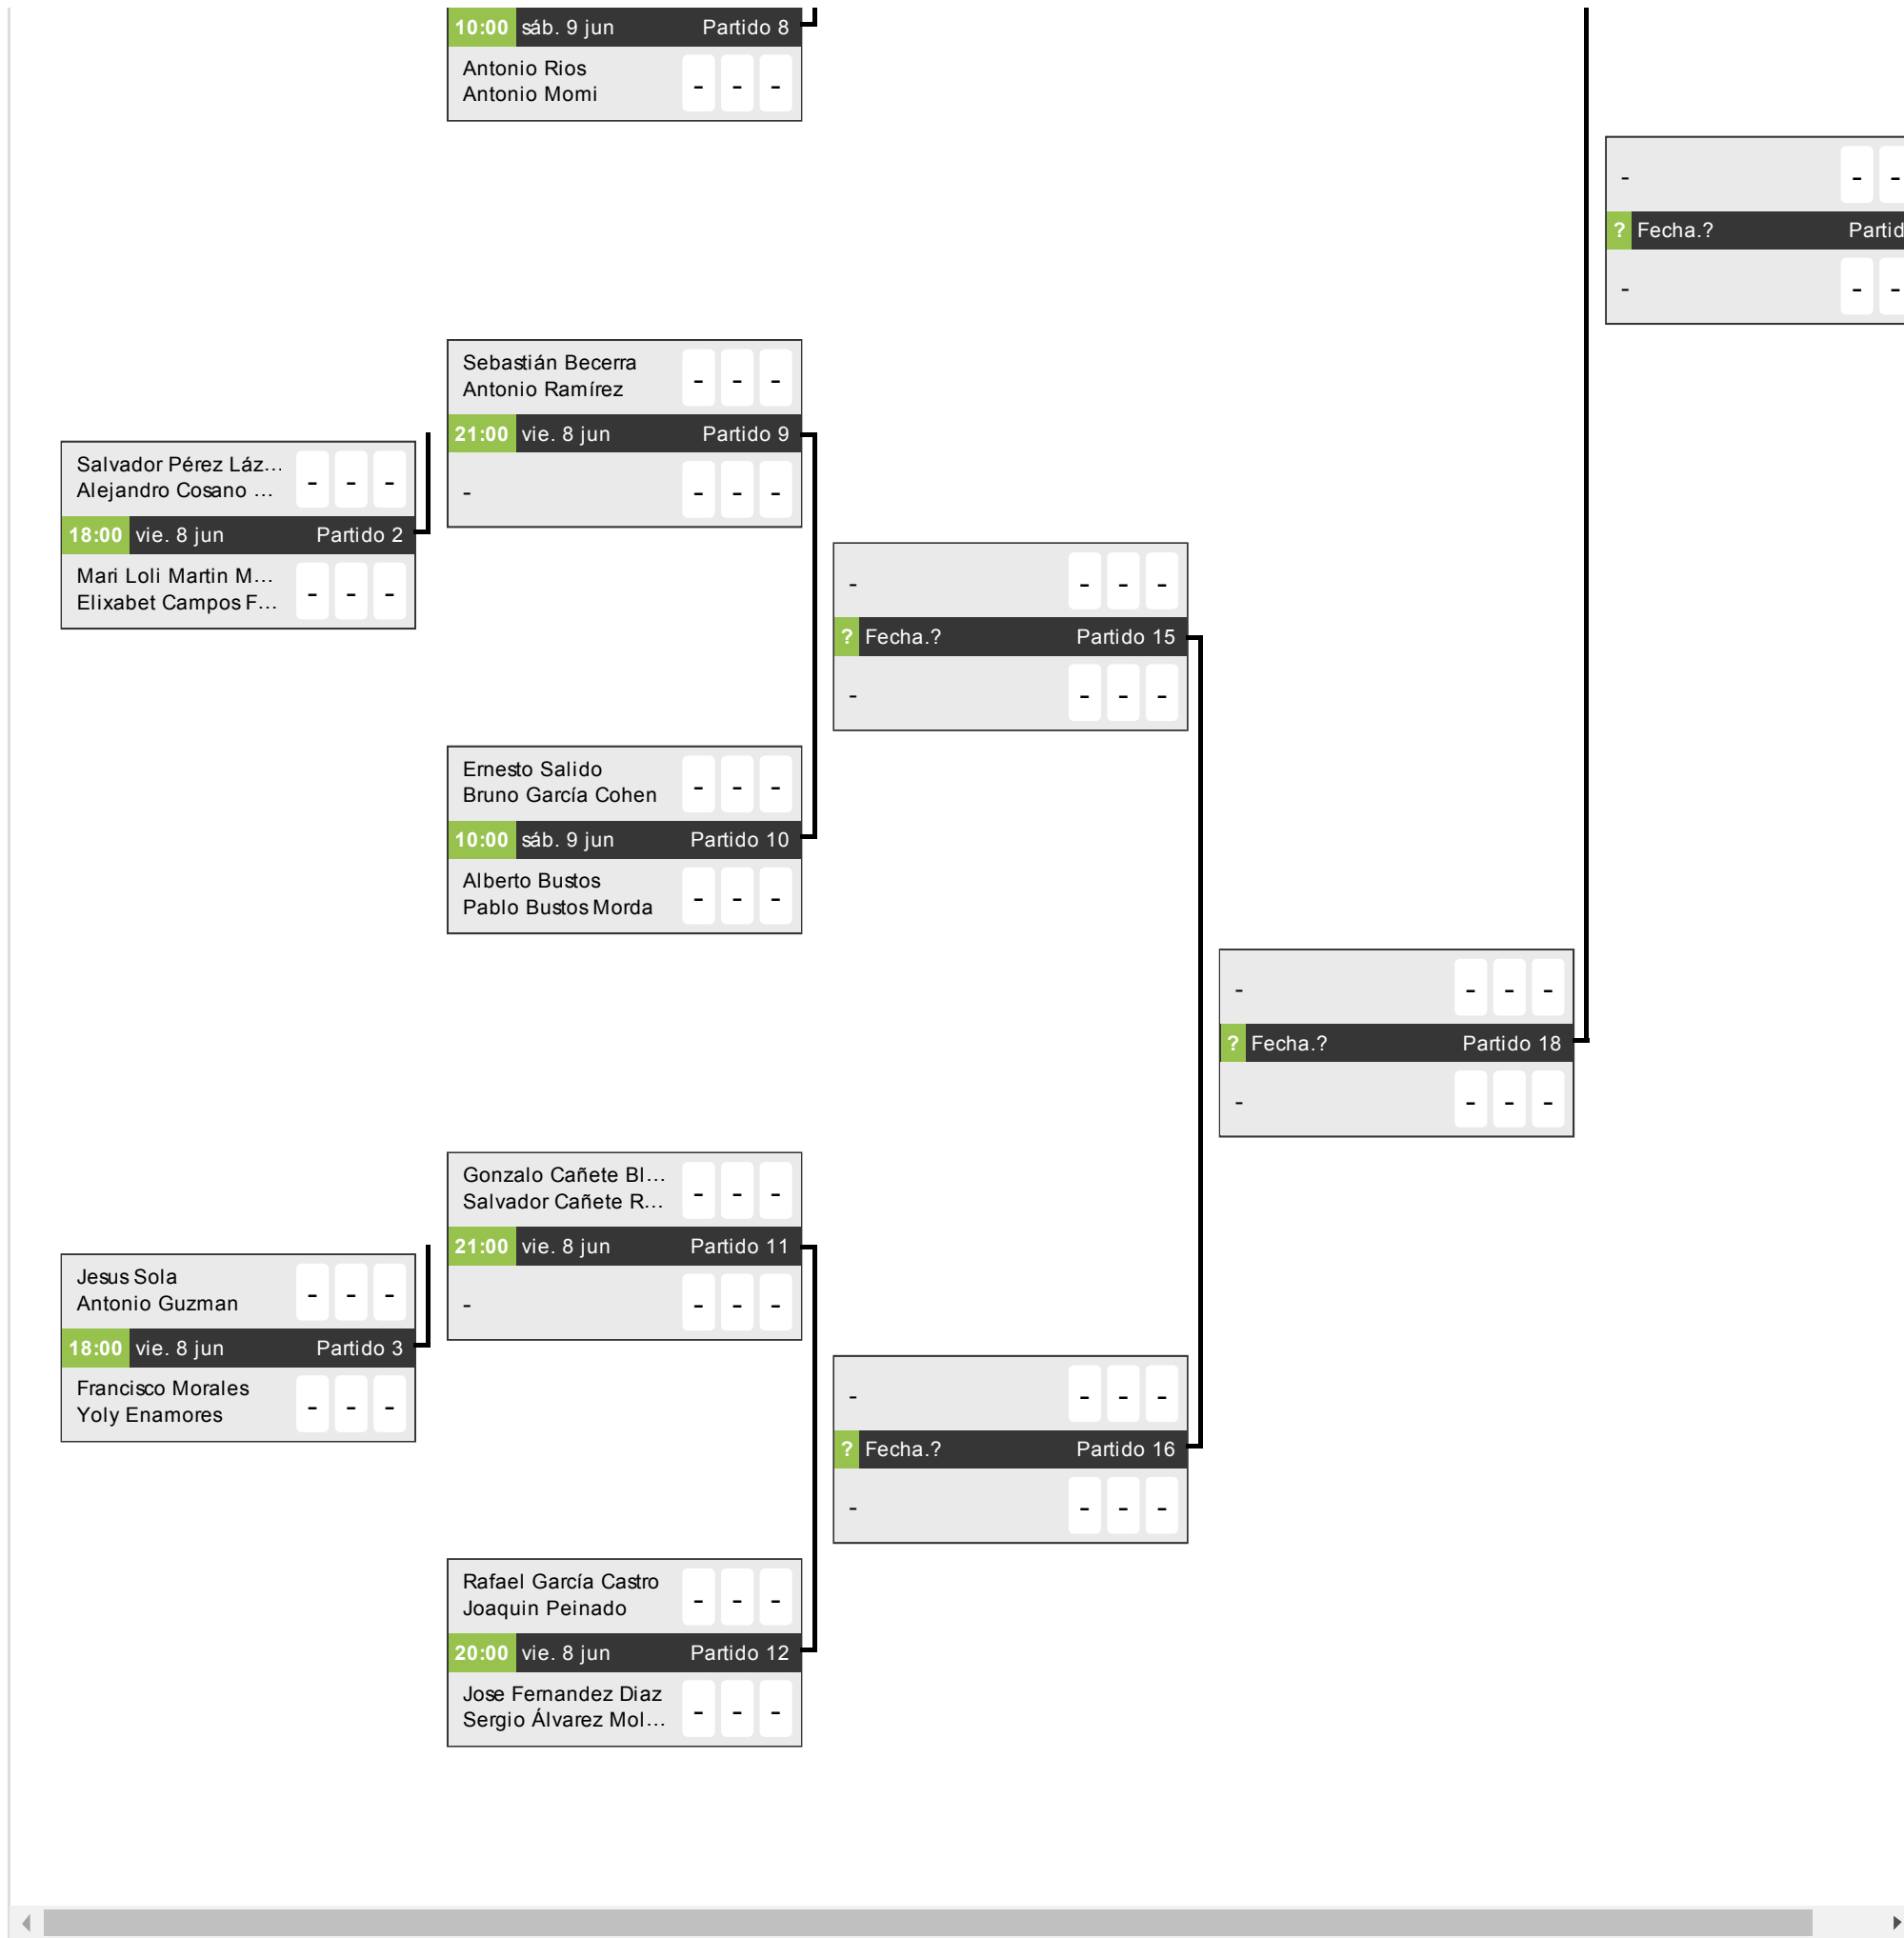 10:00 sáb. 9 jun Partido 8
Antonio Rios
Antonio Momi
- - -
- - - 
? Fecha.? Partid
- - -
Sebastián Becerra
Antonio Ramírez
- - -
21:00 vie. 8 jun Partido 9
- - - -
Salvador Pérez Láz...
Alejandro Cosano ...
- - -
18:00 vie. 8 jun Partido 2
Mari Loli Martin M...
Elixabet Campos F...
- - -
- - - -
? Fecha.? Partido 15
- - - -
Ernesto Salido
Bruno García Cohen
- - -
10:00 sáb. 9 jun Partido 10
Alberto Bustos
Pablo Bustos Morda
- - -
- - - -
? Fecha.? Partido 18
- - - -
Gonzalo Cañete Bl...
Salvador Cañete R...
- - -
21:00 vie. 8 jun Partido 11
- - - -
Jesus Sola
Antonio Guzman
- - -
18:00 vie. 8 jun Partido 3
Francisco Morales
Yoly Enamores
- - -
- - - -
? Fecha.? Partido 16
- - - -
Rafael García Castro
Joaquin Peinado
- - -
20:00 vie. 8 jun Partido 12
Jose Fernandez Diaz
Sergio Álvarez Mol...
- - -